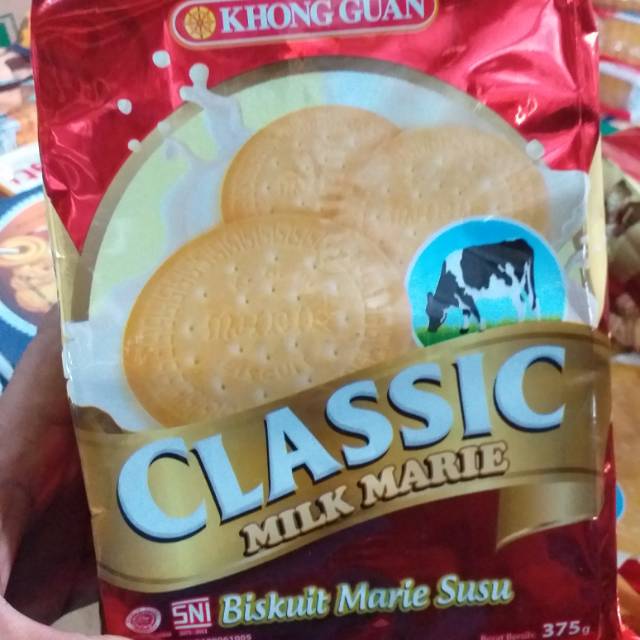 KHONG GUAN
CLASSIC
MILK MARIE
SNI Biskuit Marie Susu
375g